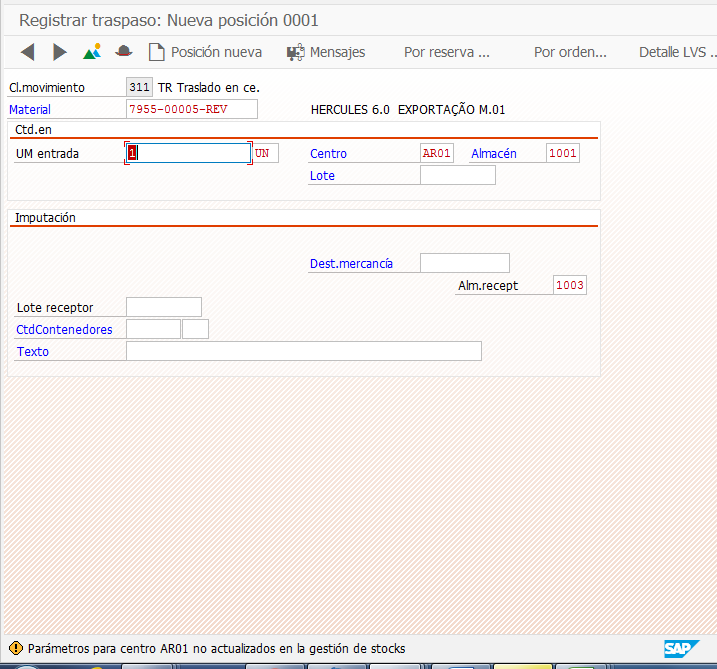 Registrar traspaso: Nueva posición 0001
Posición nueva Mensajes Por reserva ... Por orden... Detalle LVS ..
Cl.movimiento 311 TR Traslado en ce.
Material 7955-00005-REV HERCULES 6.0 EXPORTAÇÃO M.01
Ctd.en
UM entrada 1 UN Centro AR01 Almacén 1001
Lote
Imputación
Dest.mercancía
Alm.recept 1003
Lote receptor
CtdContenedores
Texto
Parámetros para centro AR01 no actualizados en la gestión de stocks SAP